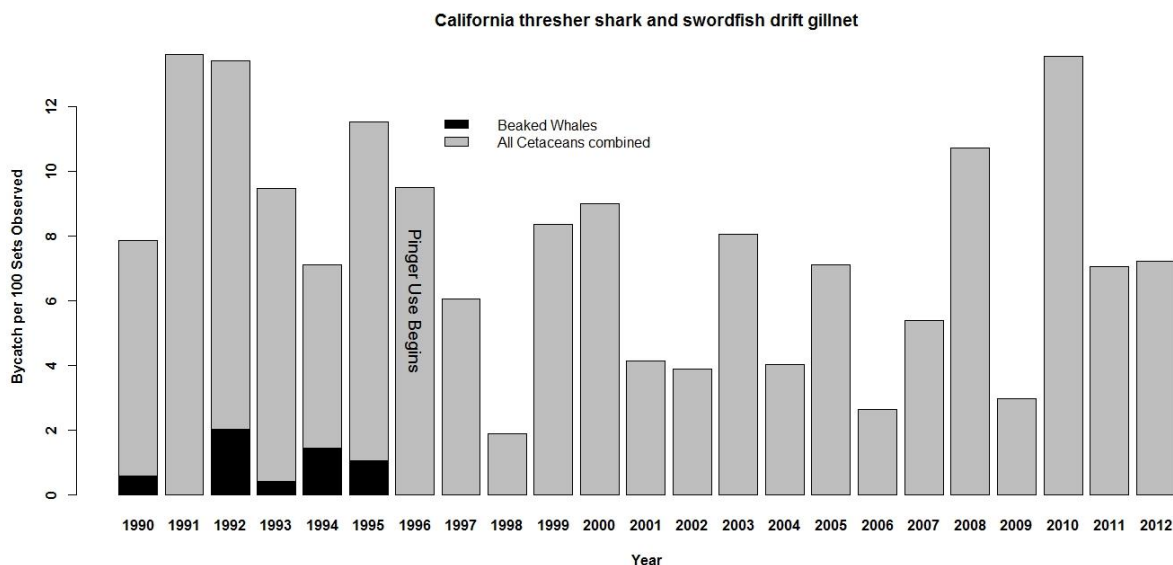 California thresher shark and swordfish drift gillnet
Beaked Whales
All Cetaceans combined
Bycatch per 100 Sets Observed
12
10
8
6
4
2
0
Pinger Use Begins
1990 1991 1992 1993 1994 1995 1996 1997 1998 1999 2000 2001 2002 2003 2004 2005 2006 2007 2008 2009 2010 2011 2012
Year